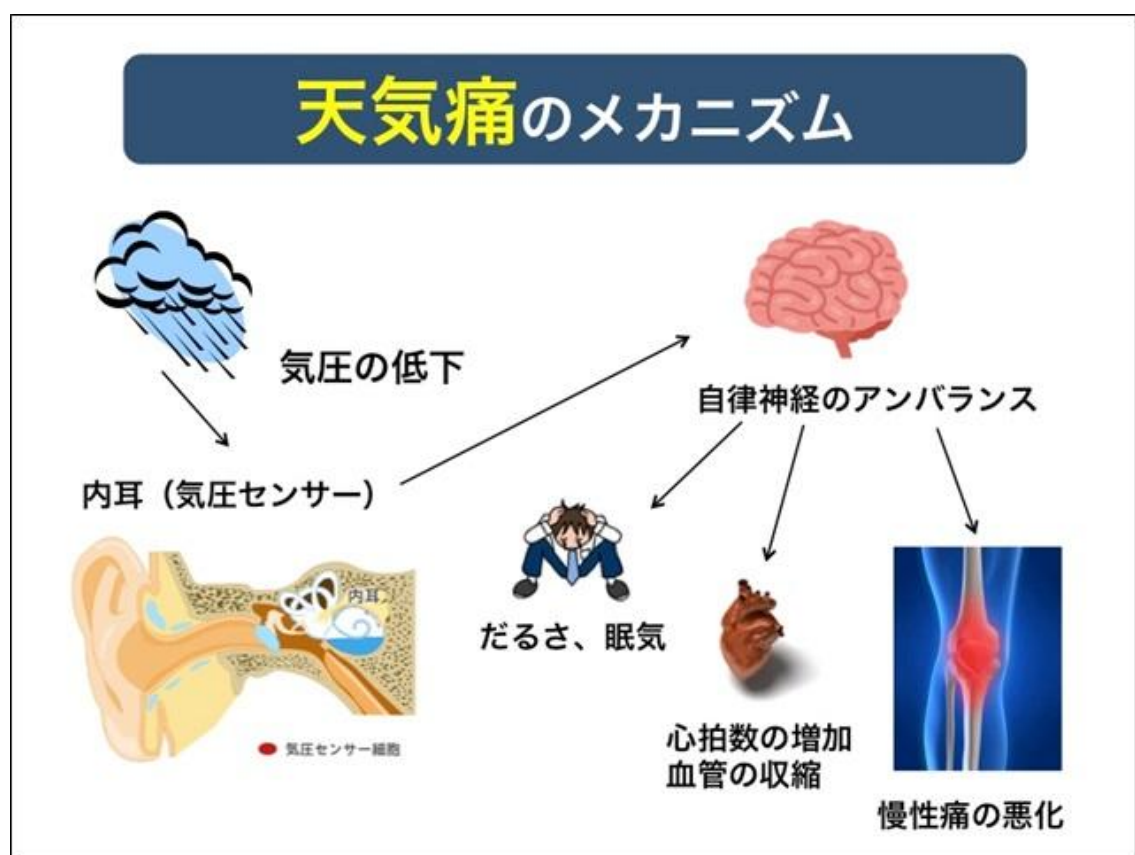 天気痛のメカニズム
気圧の低下
内耳（気圧センサー）
内耳
気圧センサー細胞
自律神経のアンバランス
だるさ、眠気
心拍数の増加
血管の収縮
慢性痛の悪化